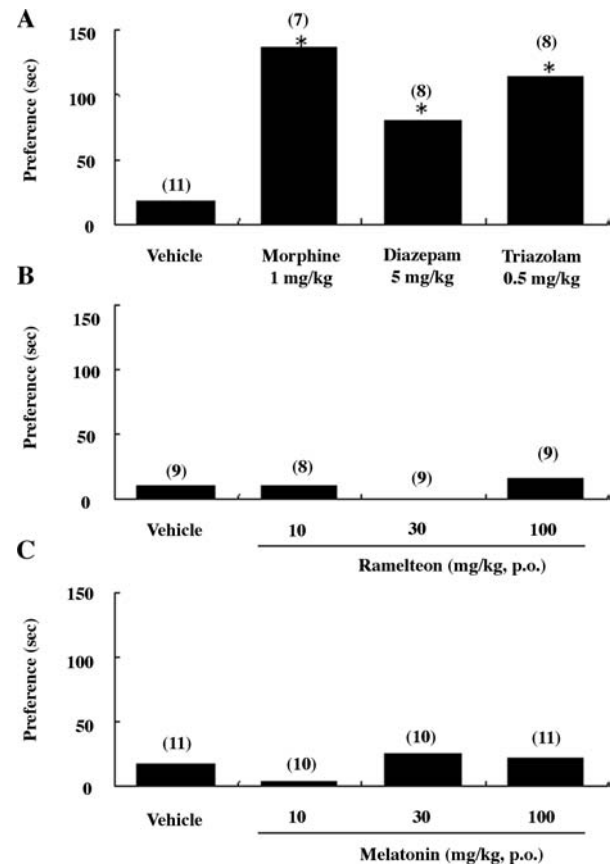 A
Preference (sec)
150
100
50
0
(11)
(7)
*
(8)
*
(8)
*
Vehicle Morphine Diazepam Triazolam
1 mg/kg 5 mg/kg 0.5 mg/kg
B
Preference (sec)
150
100
50
0
(9) (8) (9) (9)
Vehicle 10 30 100
Ramelteon (mg/kg, p.o.)
C
Preference (sec)
150
100
50
0
(11) (10) (10) (11)
Vehicle 10 30 100
Melatonin (mg/kg, p.o.)